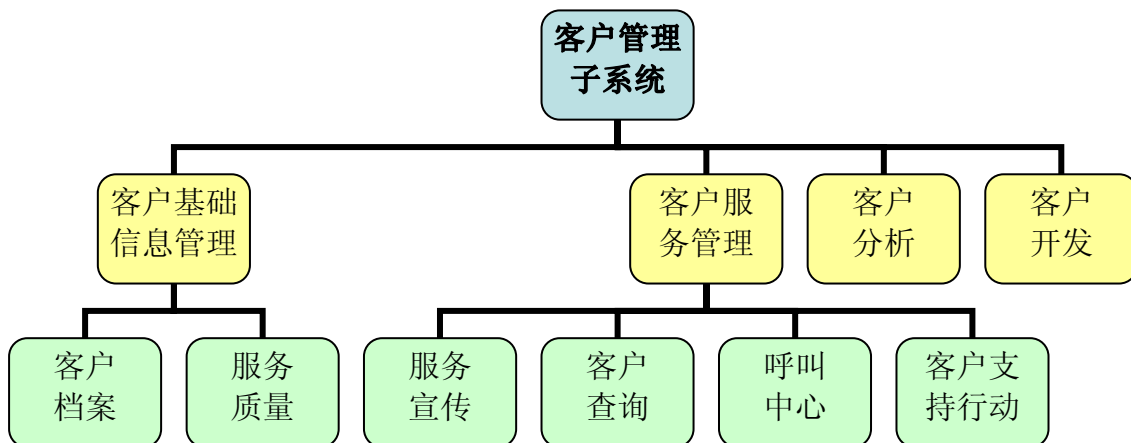 客户管理
子系统
客户基础
信息管理
客户服
务管理
客户
分析
客户
开发
客户
档案
服务
质量
服务
宣传
客户
查询
呼叫
中心
客户支
持行动